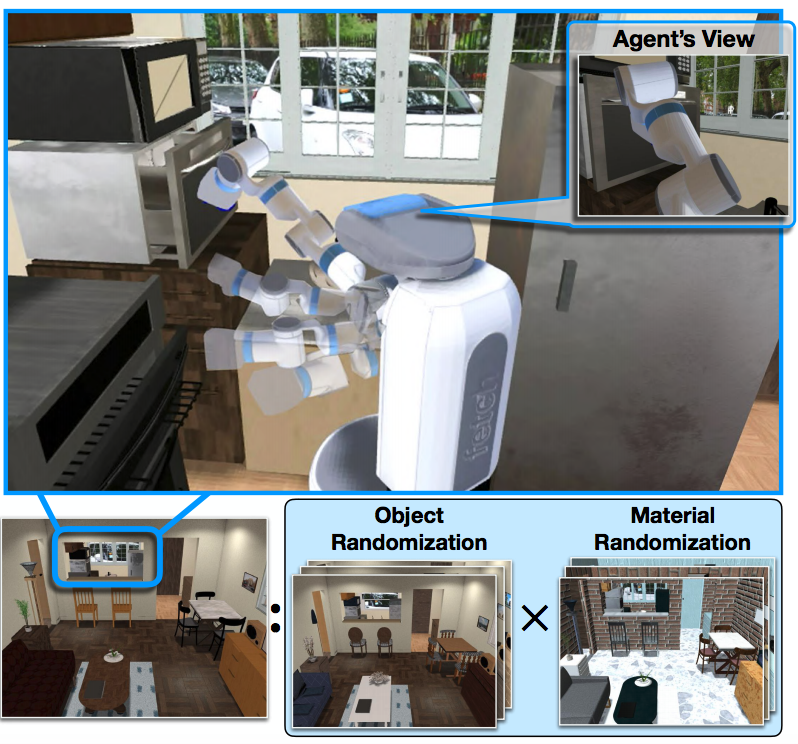 Agent's View
fetch
Object
Randomization
Material
Randomization
:
×